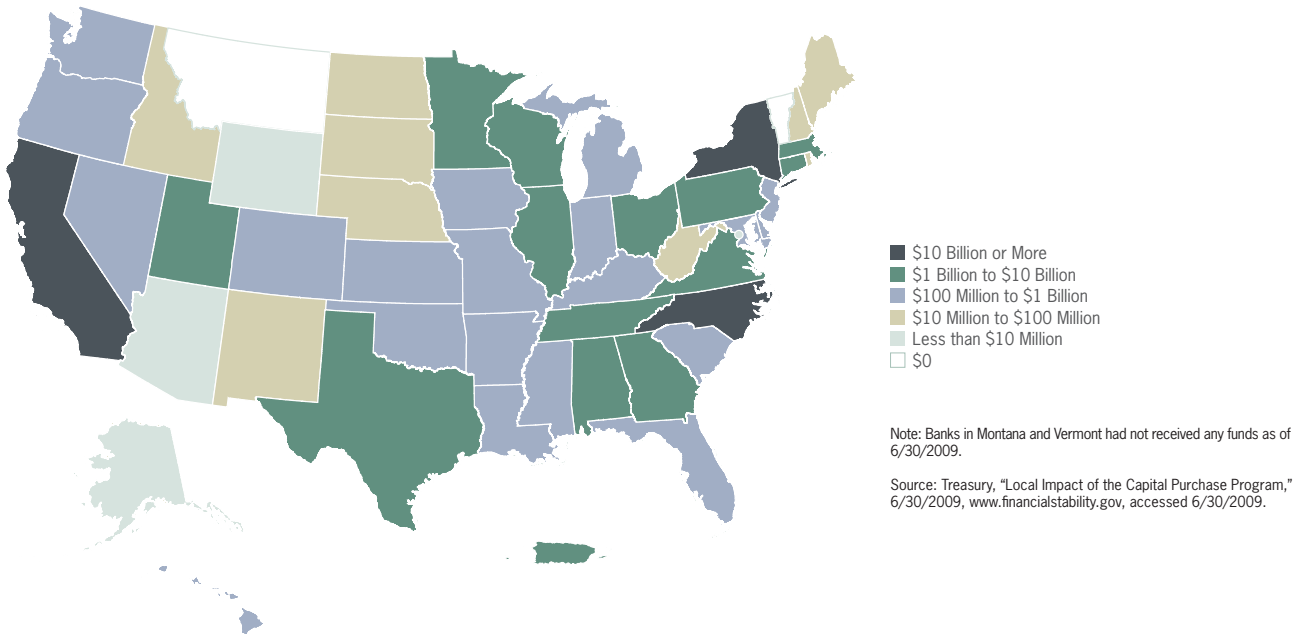 $10 Billion or More
$1 Billion to $10 Billion
$100 Million to $1 Billion
$10 Million to $100 Million
Less than $10 Million
$0
Note: Banks in Montana and Vermont had not received any funds as of
6/30/2009.
Source: Treasury, “Local Impact of the Capital Purchase Program,”
6/30/2009, www.financialstability.gov, accessed 6/30/2009.